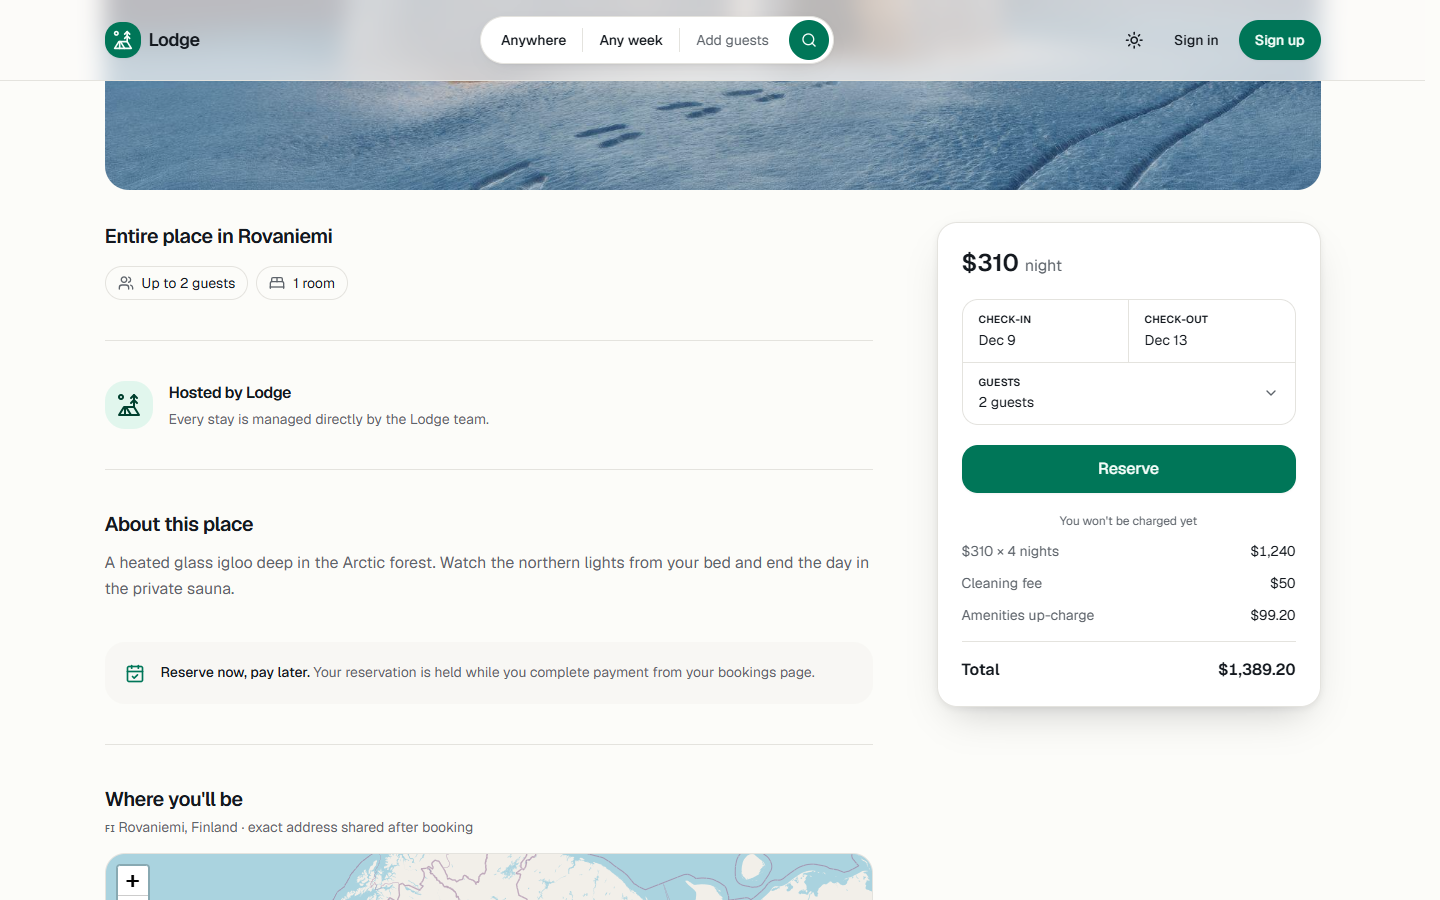 Lodge
Anywhere
Any week
Add guests
Sign in
Sign up
Entire place in Rovaniemi
Up to 2 guests
1 room
Hosted by Lodge
Every stay is managed directly by the Lodge team.
About this place
A heated glass igloo deep in the Arctic forest. Watch the northern lights from your bed and end the day in
the private sauna.
Reserve now, pay later. Your reservation is held while you complete payment from your bookings page.
Where you'll be
FI Rovaniemi, Finland · exact address shared after booking
+
$310 night
CHECK-IN
Dec 9
CHECK-OUT
Dec 13
GUESTS
2 guests
Reserve
You won't be charged yet
$310 × 4 nights
$1,240
Cleaning fee
$50
Amenities up-charge
$99.20
Total
$1,389.20